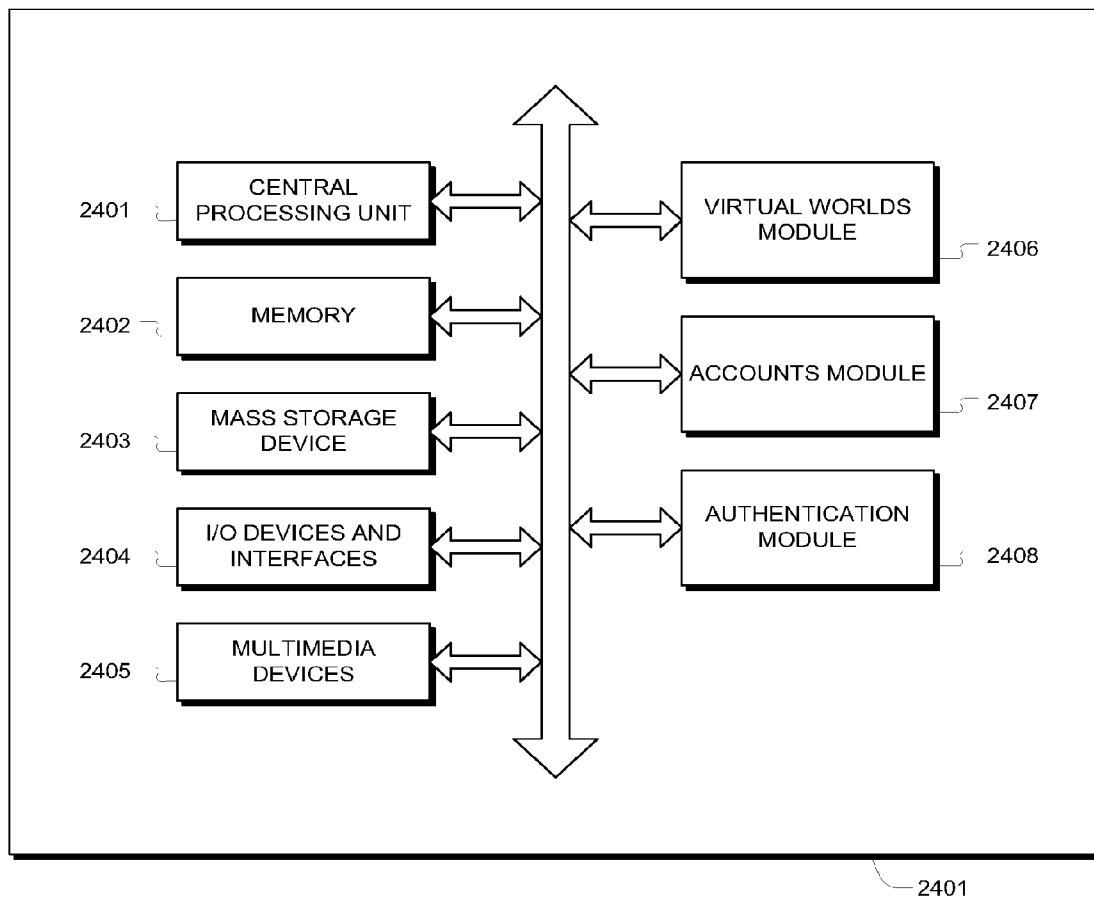 2401
CENTRAL
PROCESSING UNIT
2402
MEMORY
2403
MASS STORAGE
DEVICE
2404
I/O DEVICES AND
INTERFACES
2405
MULTIMEDIA
DEVICES
VIRTUAL WORLDS
MODULE
2406
ACCOUNTS MODULE
2407
AUTHENTICATION
MODULE
2408
2401